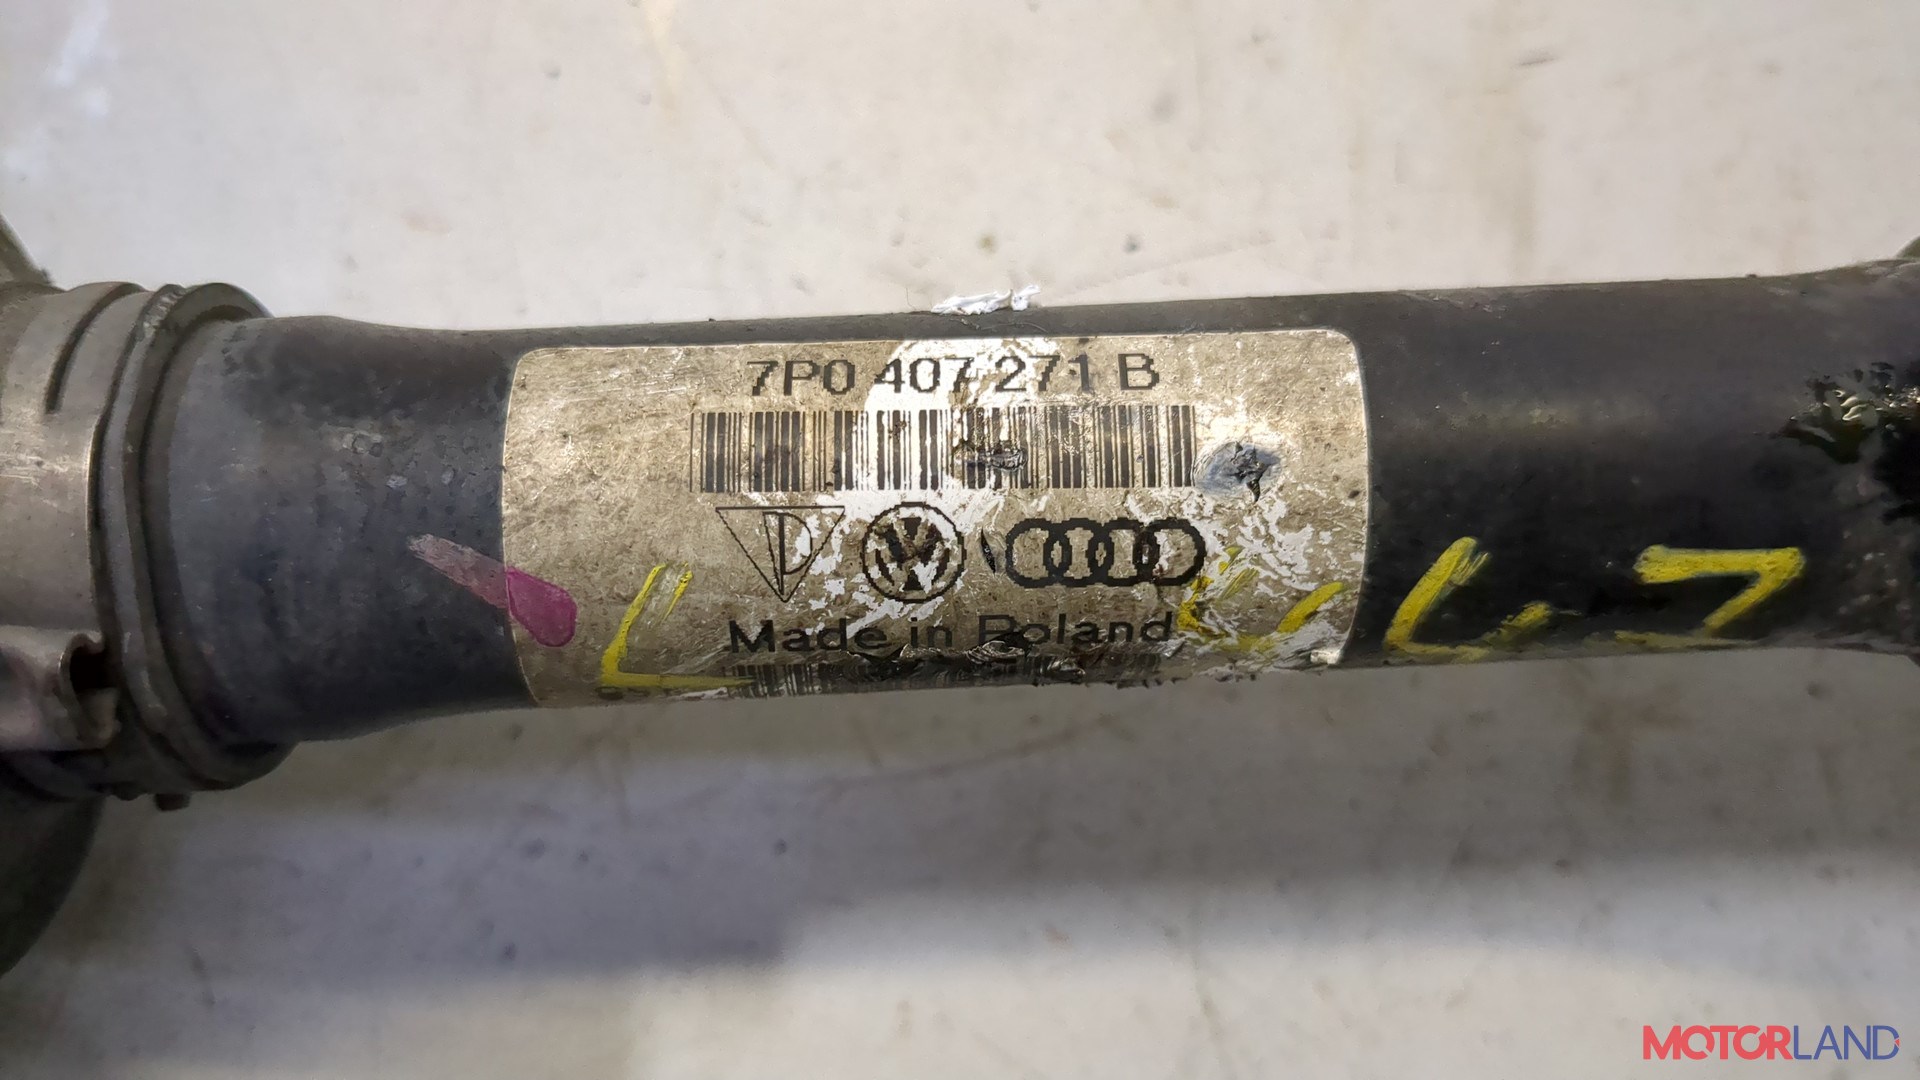 7P0 407 271 B
Made in Poland
MOTORLAND